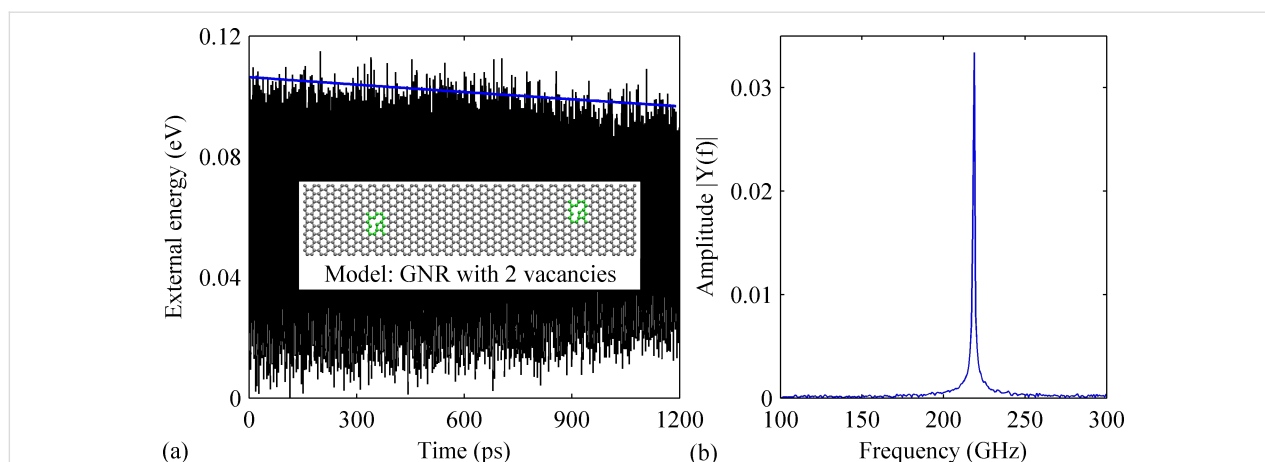 0.12
0.08
0.04
0
External energy (eV)
Model: GNR with 2 vacancies
0 300 600 900 1200
Time (ps)
(a)
0.03
0.02
0.01
0
Amplitude |Y(f)|
100 150 200 250 300
Frequency (GHz)
(b)